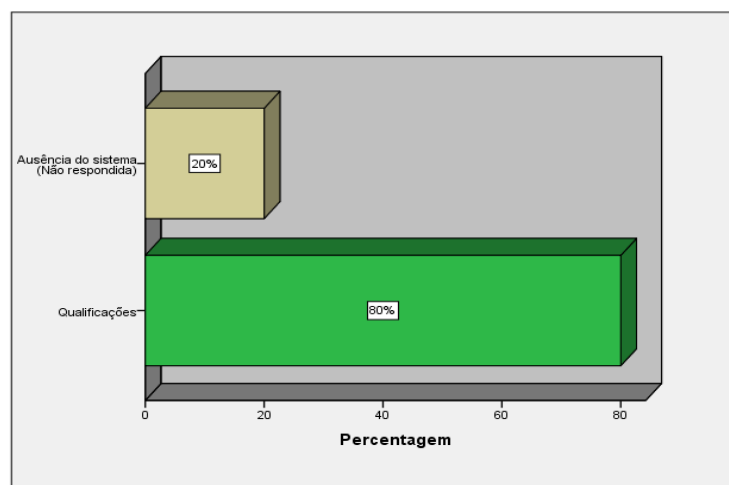 Ausência do sistema
(Não respondida)
20%
Qualificações
80%
0 20 40 60 80
Percentagem